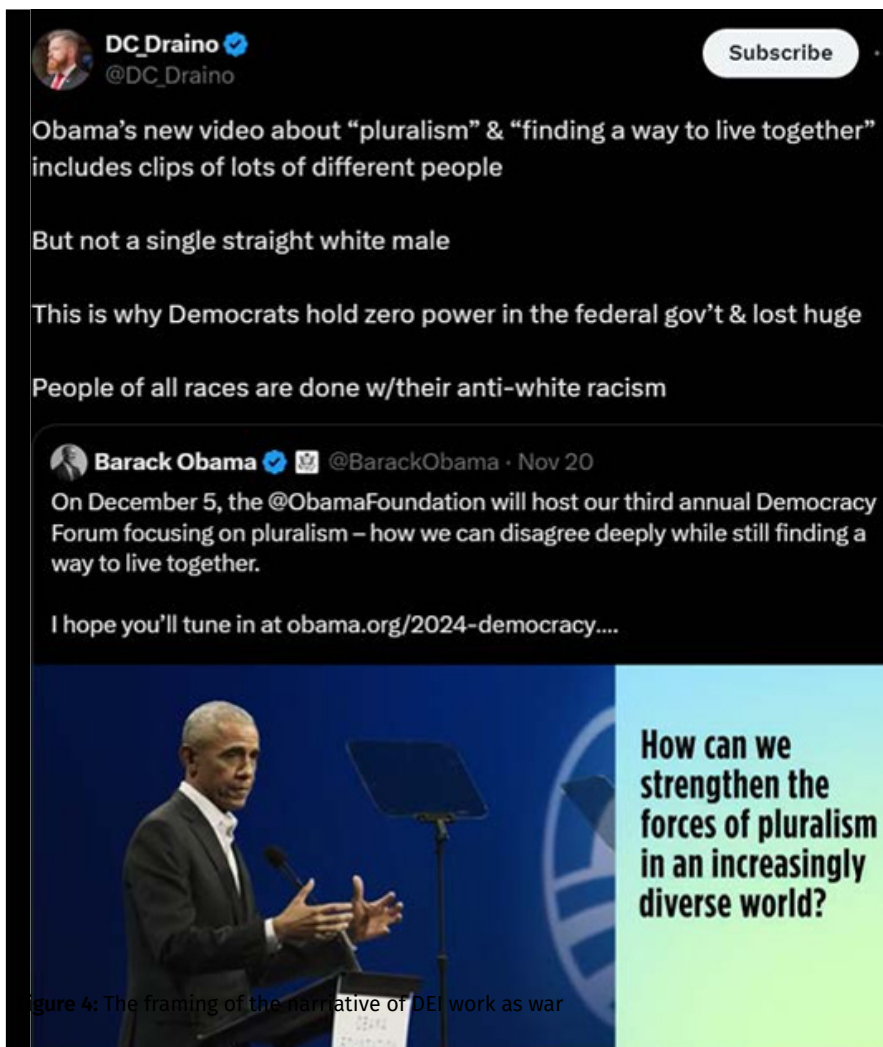 DC_Draino
Subscribe
@DC_Draino
Obama’s new video about “pluralism” & “finding a way to live together”
includes clips of lots of different people
But not a single straight white male
This is why Democrats hold zero power in the federal gov’t & lost huge
People of all races are done w/their anti-white racism
Barack Obama @BarackObama · Nov 20
On December 5, the @ObamaFoundation will host our third annual Democracy
Forum focusing on pluralism – how we can disagree deeply while still finding a
way to live together.
I hope you’ll tune in at obama.org/2024-democracy....
How can we
strengthen the
forces of pluralism
in an increasingly
diverse world?
igure 4: The framing of the narriative of DEI work as war